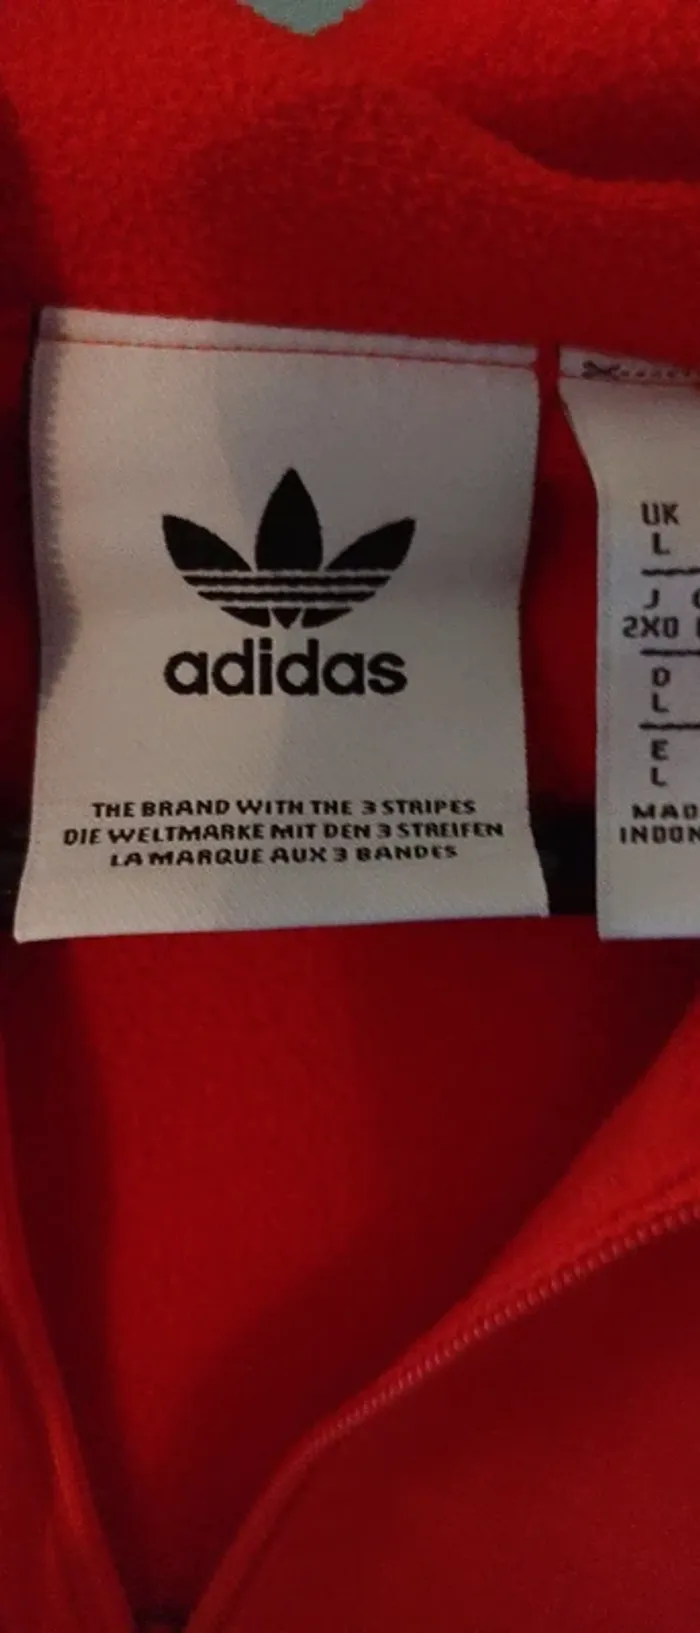 adidas
THE BRAND WITH THE 3 STRIPES
DIE WELTMARKE MIT DEN 3 STREIFEN
LA MARQUE AUX 3 BANDES
UK
L
J
2XO
D
L
E
L